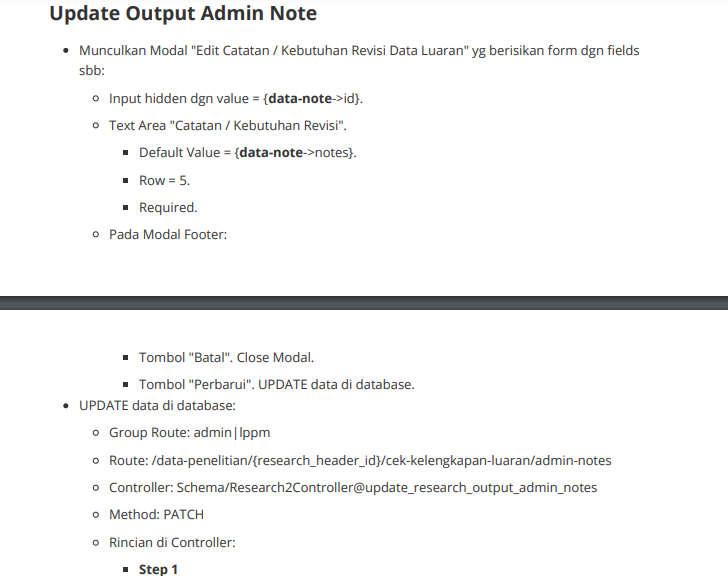 Update Output Admin Note
• Munculkan Modal "Edit Catatan / Kebutuhan Revisi Data Luaran" yg berisikan form dgn fields
sbb:
○ Input hidden dgn value = {data-note->id}.
○ Text Area "Catatan / Kebutuhan Revisi".
▪ Default Value = {data-note->notes}.
▪ Row = 5.
▪ Required.
○ Pada Modal Footer:
▪ Tombol "Batal". Close Modal.
▪ Tombol "Perbarui". UPDATE data di database.
• UPDATE data di database:
○ Group Route: admin|lppm
○ Route: /data-penelitian/{research_header_id}/cek-kelengkapan-luaran/admin-notes
○ Controller: Schema/Research2Controller@update_research_output_admin_notes
○ Method: PATCH
○ Rincian di Controller:
▪ Step 1